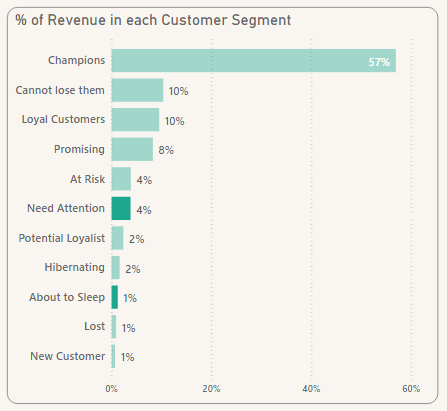 % of Revenue in each Customer Segment
Champions 57%
Cannot lose them 10%
Loyal Customers 10%
Promising 8%
At Risk 4%
Need Attention 4%
Potential Loyalist 2%
Hibernating 2%
About to Sleep 1%
Lost 1%
New Customer 1%
0% 20% 40% 60%